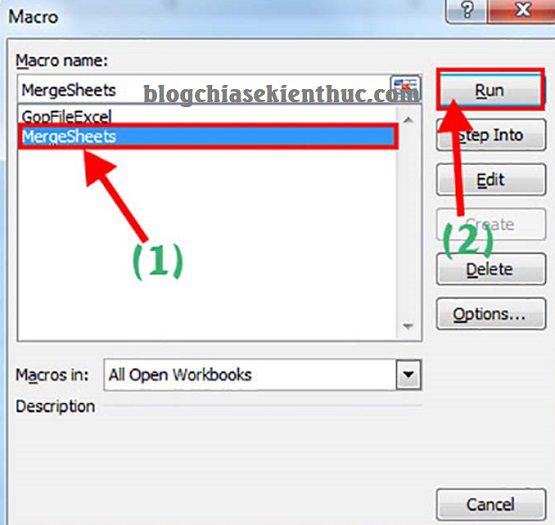 Macro
?
Macro name:
MergeSheets
blogchiasekienthuc.com
GopFileExcel
MergeSheets
(1)
Run
Step Into
(2)
Edit
Create
Delete
Options...
Macros in:
All Open Workbooks
Description
Cancel